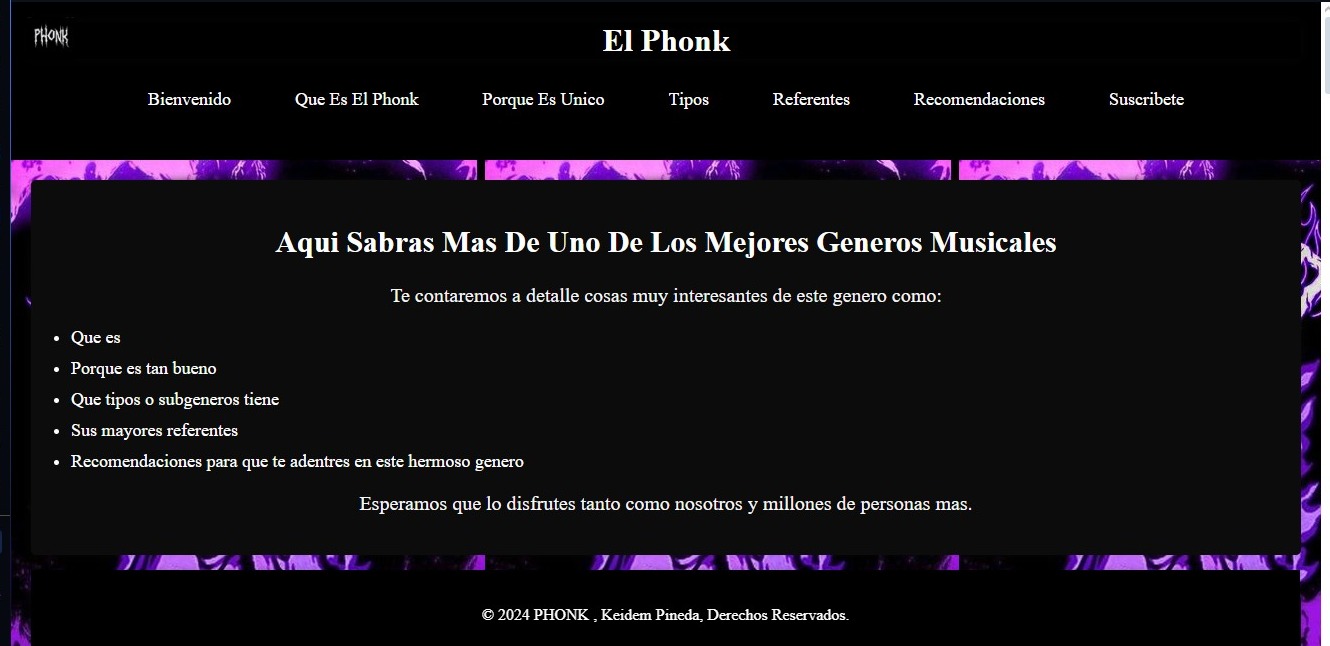 PHONK
El Phonk
Bienvenido Que Es El Phonk Porque Es Unico Tipos Referentes Recomendaciones Suscribete
Aqui Sabras Mas De Uno De Los Mejores Generos Musicales
Te contaremos a detalle cosas muy interesantes de este genero como:
• Que es
• Porque es tan bueno
• Que tipos o subgeneros tiene
• Sus mayores referentes
• Recomendaciones para que te adentres en este hermoso genero
Esperamos que lo disfrutes tanto como nosotros y millones de personas mas.
© 2024 PHONK , Keidem Pineda, Derechos Reservados.